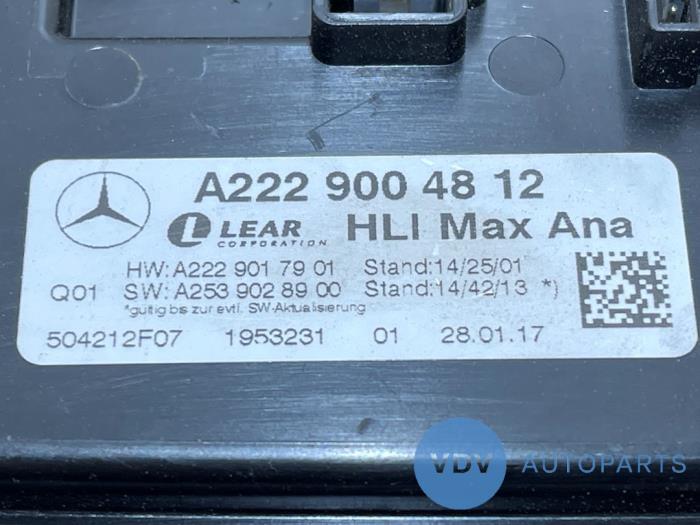 A222 900 48 12
LEAR CORPORATION HLI Max Ana
HW:A222 901 79 01 Stand:14/25/01
Q01 SW:A253 902 89 00 Stand:14/42/13 *)
*gültig bis zur evtl. SW-Aktualisierung
504212F07 1953231 01 28.01.17
VDV AUTOPARTS